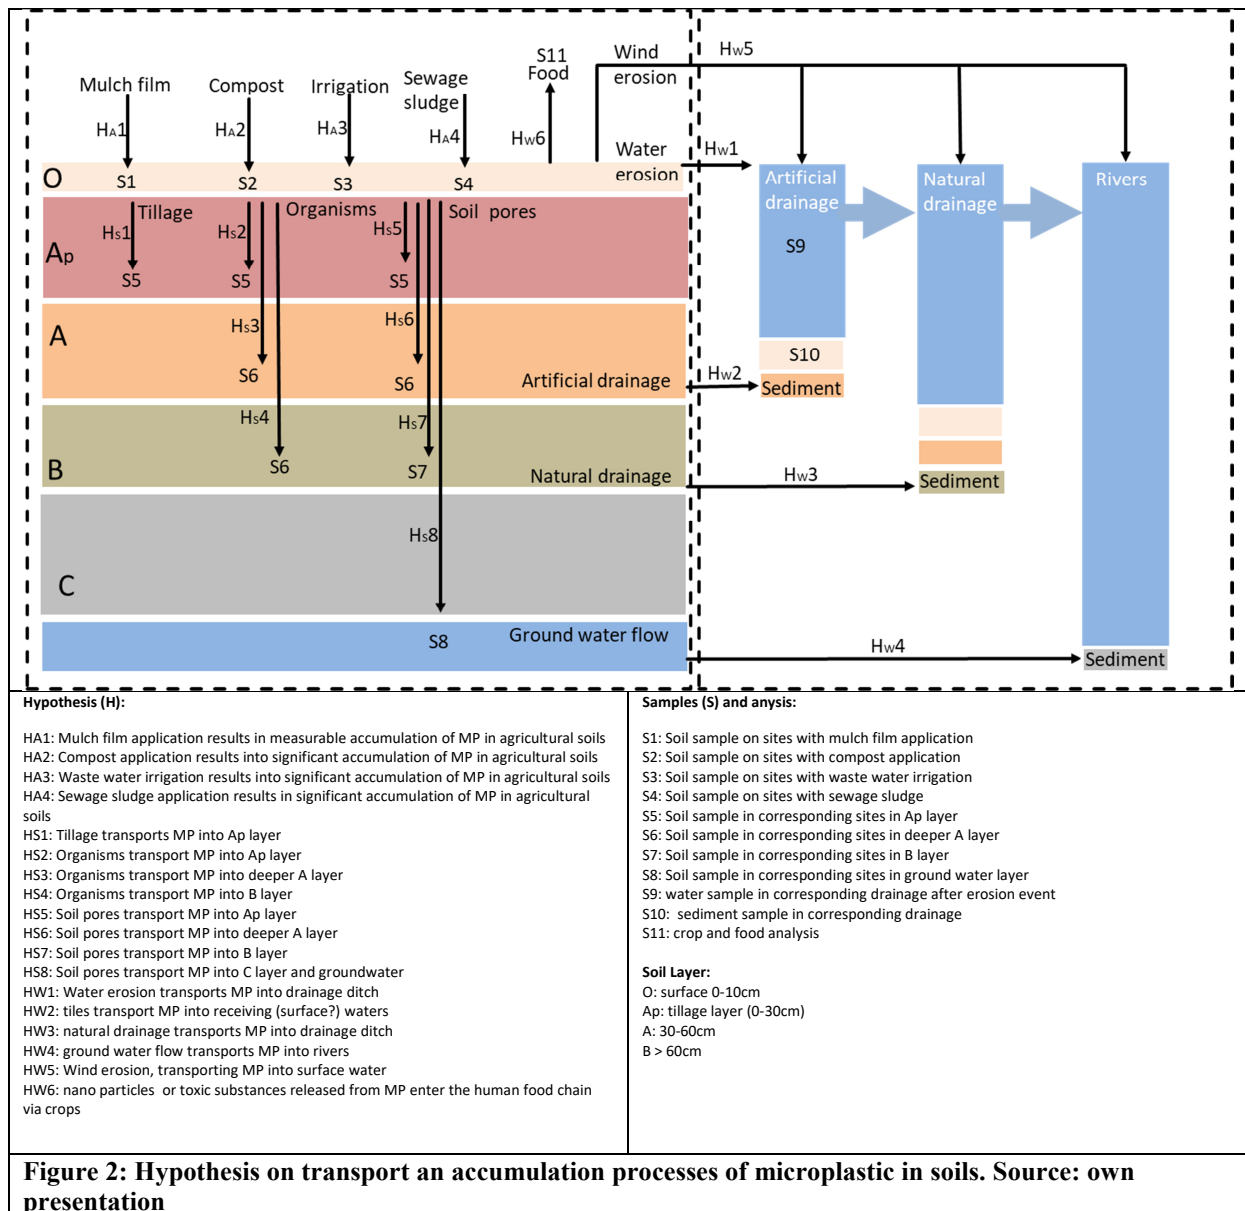 S11
Food
Wind
erosion
Hw5
Mulch film
Compost
Irrigation
Sewage
sludge
HA1
HA2
HA3
HA4
Hw6
Water
erosion
Hw1
O
S1
S2
S3
S4
Artificial
drainage
Natural
drainage
Rivers
Tillage
Organisms
Soil pores
Hs1
Hs2
Hs5
Ap
S5
S5
S5
S9
A
Hs3
Hs6
S6
S6
Artificial drainage
Hw2
S10
Sediment
Hs4
Hs7
B
S6
S7
Natural drainage
Hw3
Sediment
Hs8
C
S8
Ground water flow
Hw4
Sediment
Hypothesis (H):
HA1: Mulch film application results in measurable accumulation of MP in agricultural soils
HA2: Compost application results into significant accumulation of MP in agricultural soils
HA3: Waste water irrigation results into significant accumulation of MP in agricultural soils
HA4: Sewage sludge application results in significant accumulation of MP in agricultural
soils
HS1: Tillage transports MP into Ap layer
HS2: Organisms transport MP into Ap layer
HS3: Organisms transport MP into deeper A layer
HS4: Organisms transport MP into B layer
HS5: Soil pores transport MP into Ap layer
HS6: Soil pores transport MP into deeper A layer
HS7: Soil pores transport MP into B layer
HS8: Soil pores transport MP into C layer and groundwater
HW1: Water erosion transports MP into drainage ditch
HW2: tiles transport MP into receiving (surface?) waters
HW3: natural drainage transports MP into drainage ditch
HW4: ground water flow transports MP into rivers
HW5: Wind erosion, transporting MP into surface water
HW6: nano particles or toxic substances released from MP enter the human food chain
via crops
Samples (S) and anysis:
S1: Soil sample on sites with mulch film application
S2: Soil sample on sites with compost application
S3: Soil sample on sites with waste water irrigation
S4: Soil sample on sites with sewage sludge
S5: Soil sample in corresponding sites in Ap layer
S6: Soil sample in corresponding sites in deeper A layer
S7: Soil sample in corresponding sites in B layer
S8: Soil sample in corresponding sites in ground water layer
S9: water sample in corresponding drainage after erosion event
S10: sediment sample in corresponding drainage
S11: crop and food analysis
Soil Layer:
O: surface 0-10cm
Ap: tillage layer (0-30cm)
A: 30-60cm
B > 60cm
Figure 2: Hypothesis on transport an accumulation processes of microplastic in soils. Source: own
presentation